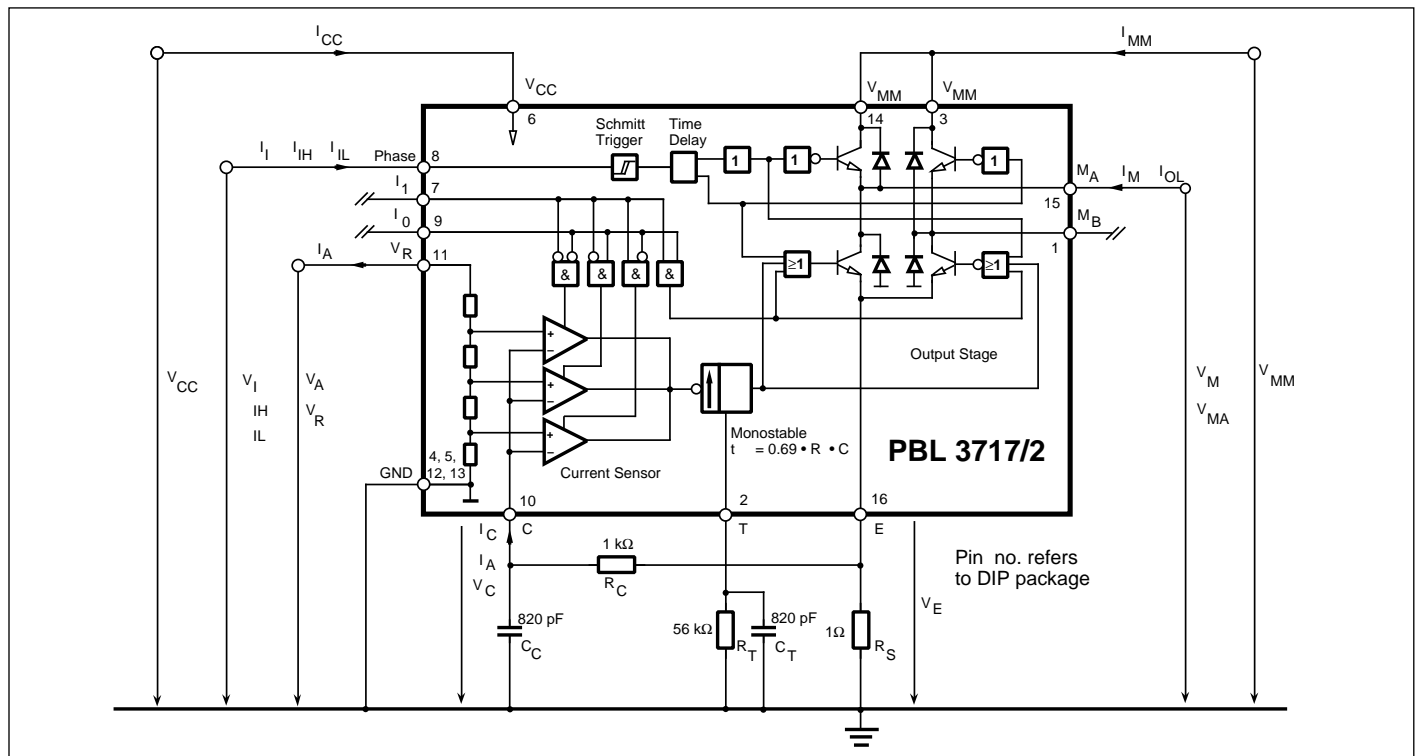 I CC
I MM
V CC
V MM
V MM
6
14
3
Schmitt
Trigger
Time
Delay
I I
I IH
I IL
Phase
8
1
1
1
I 1
7
M A
I M
I OL
15
I 0
9
M B
1
I A
V R
11
&
&
&
&
≥1
≥1
+
−
+
−
+
−
Output Stage
V CC
V I
IH
IL
V A
V R
V M
V MA
V MM
Monostable
t = 0.69 • R • C
PBL 3717/2
GND
4, 5,
12, 13
Current Sensor
10
2
16
I C
C
T
E
I A
V C
1 kΩ
R C
Pin no. refers
to DIP package
V E
820 pF
C C
56 kΩ
R T
820 pF
C T
1Ω
R S